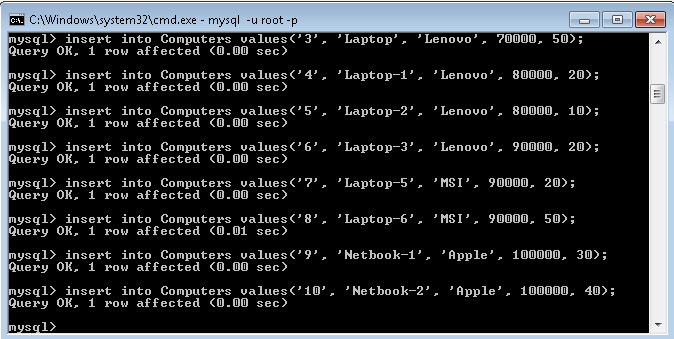 C:\Windows\system32\cmd.exe - mysql -u root -p
mysql> insert into Computers values('3', 'Laptop', 'Lenovo', 70000, 50);
Query OK, 1 row affected (0.00 sec)
mysql> insert into Computers values('4', 'Laptop-1', 'Lenovo', 80000, 20);
Query OK, 1 row affected (0.00 sec)
mysql> insert into Computers values('5', 'Laptop-2', 'Lenovo', 80000, 10);
Query OK, 1 row affected (0.00 sec)
mysql> insert into Computers values('6', 'Laptop-3', 'Lenovo', 90000, 20);
Query OK, 1 row affected (0.00 sec)
mysql> insert into Computers values('7', 'Laptop-5', 'MSI', 90000, 20);
Query OK, 1 row affected (0.00 sec)
mysql> insert into Computers values('8', 'Laptop-6', 'MSI', 90000, 50);
Query OK, 1 row affected (0.01 sec)
mysql> insert into Computers values('9', 'Netbook-1', 'Apple', 100000, 30);
Query OK, 1 row affected (0.00 sec)
mysql> insert into Computers values('10', 'Netbook-2', 'Apple', 100000, 40);
Query OK, 1 row affected (0.00 sec)
mysql>